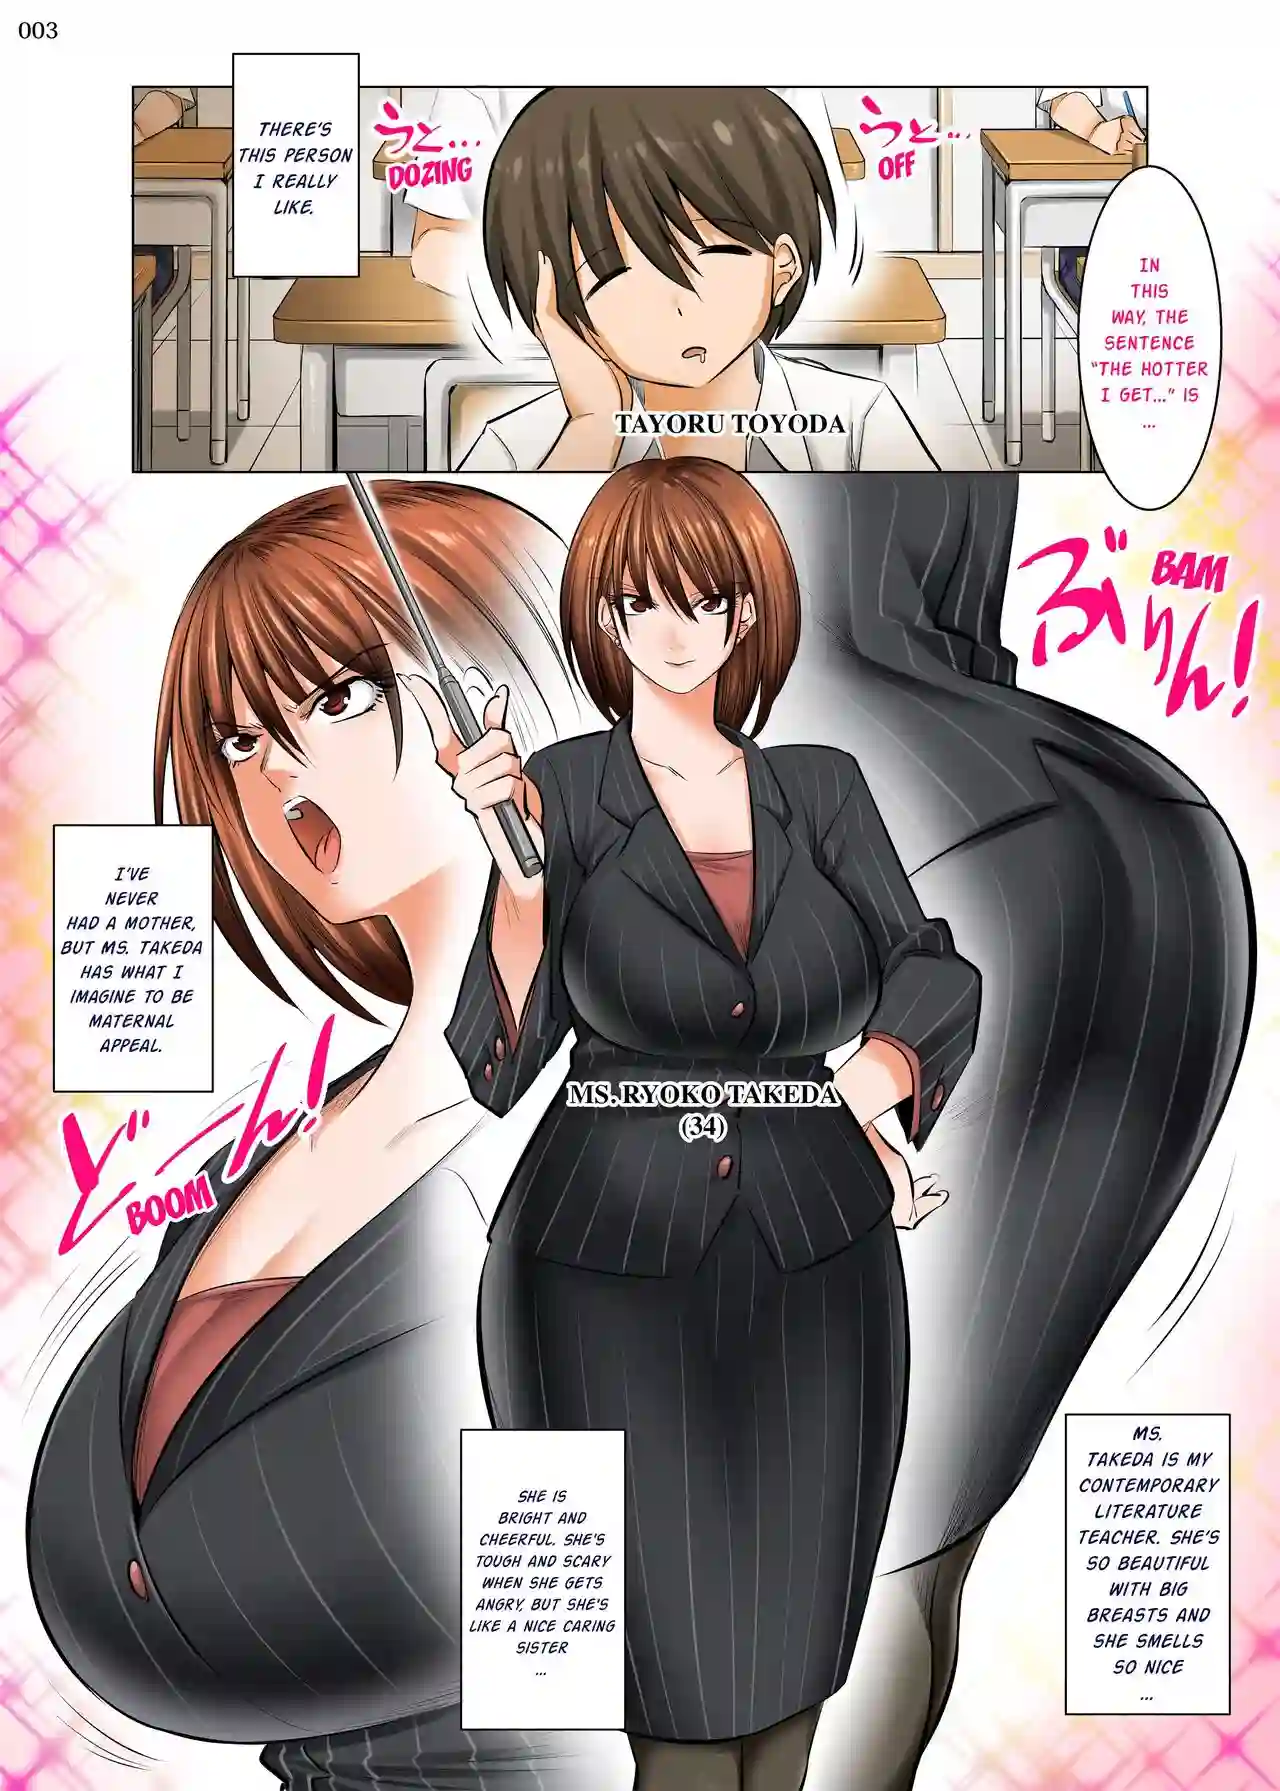 003
THERE'S
THIS PERSON
I REALLY
LIKE.
うと...
DOZING
うと...
OFF
IN
THIS
WAY, THE
SENTENCE
“THE HOTTER
I GET...” IS
...
TAYORU TOYODA
ぶりん!
BAM
I'VE
NEVER
HAD A MOTHER,
BUT MS. TAKEDA
HAS WHAT I
IMAGINE TO BE
MATERNAL
APPEAL.
どーん!
BOOM
MS. RYOKO TAKEDA
(34)
SHE IS
BRIGHT AND
CHEERFUL. SHE'S
TOUGH AND SCARY
WHEN SHE GETS
ANGRY, BUT SHE'S
LIKE A NICE CARING
SISTER
...
MS.
TAKEDA IS MY
CONTEMPORARY
LITERATURE
TEACHER. SHE'S
SO BEAUTIFUL
WITH BIG
BREASTS AND
SHE SMELLS
SO NICE
...